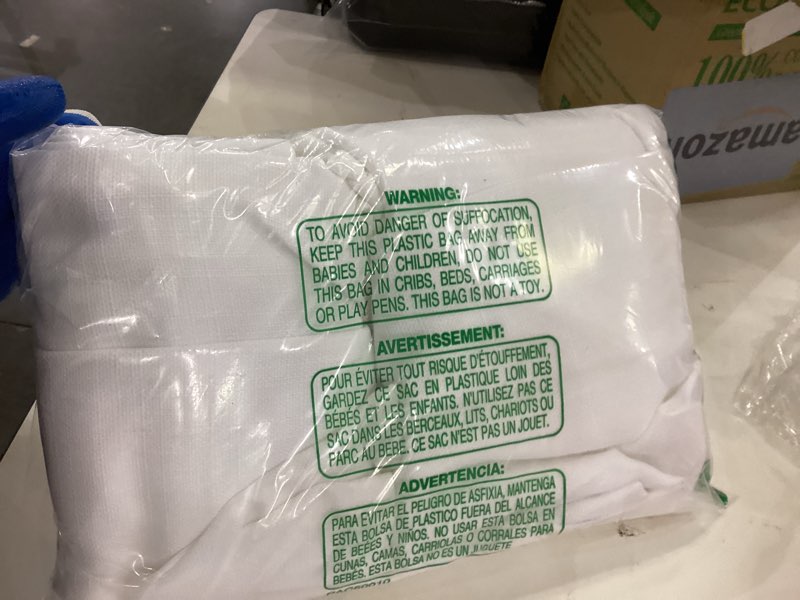 ECO
100%
amazon
WARNING:
TO AVOID DANGER OF SUFFOCATION,
KEEP THIS PLASTIC BAG AWAY FROM
BABIES AND CHILDREN, DO NOT USE
THIS BAG IN CRIBS, BEDS, CARRIAGES
OR PLAY PENS. THIS BAG IS NOT A TOY.
AVERTISSEMENT:
POUR ÉVITER TOUT RISQUE D'ÉTOUFFEMENT,
GARDEZ CE SAC EN PLASTIQUE LOIN DES
BÉBÉS ET LES ENFANTS. N'UTILISEZ PAS CE
SAC DANS LES BERCEAUX, LITS, CHARIOTS OU
PARC AU BEBE. CE SAC N'EST PAS UN JOUET.
ADVERTENCIA:
PARA EVITAR EL PELIGRO DE ASFIXIA, MANTENGA
ESTA BOLSA DE PLASTICO FUERA DEL ALCANCE
DE BEBÉS Y NIÑOS. NO USAR ESTA BOLSA EN
CUNAS, CAMAS, CARRIOLAS O CORRALES PARA
BEBÉS. ESTA BOLSA NO ES UN JUGUETE